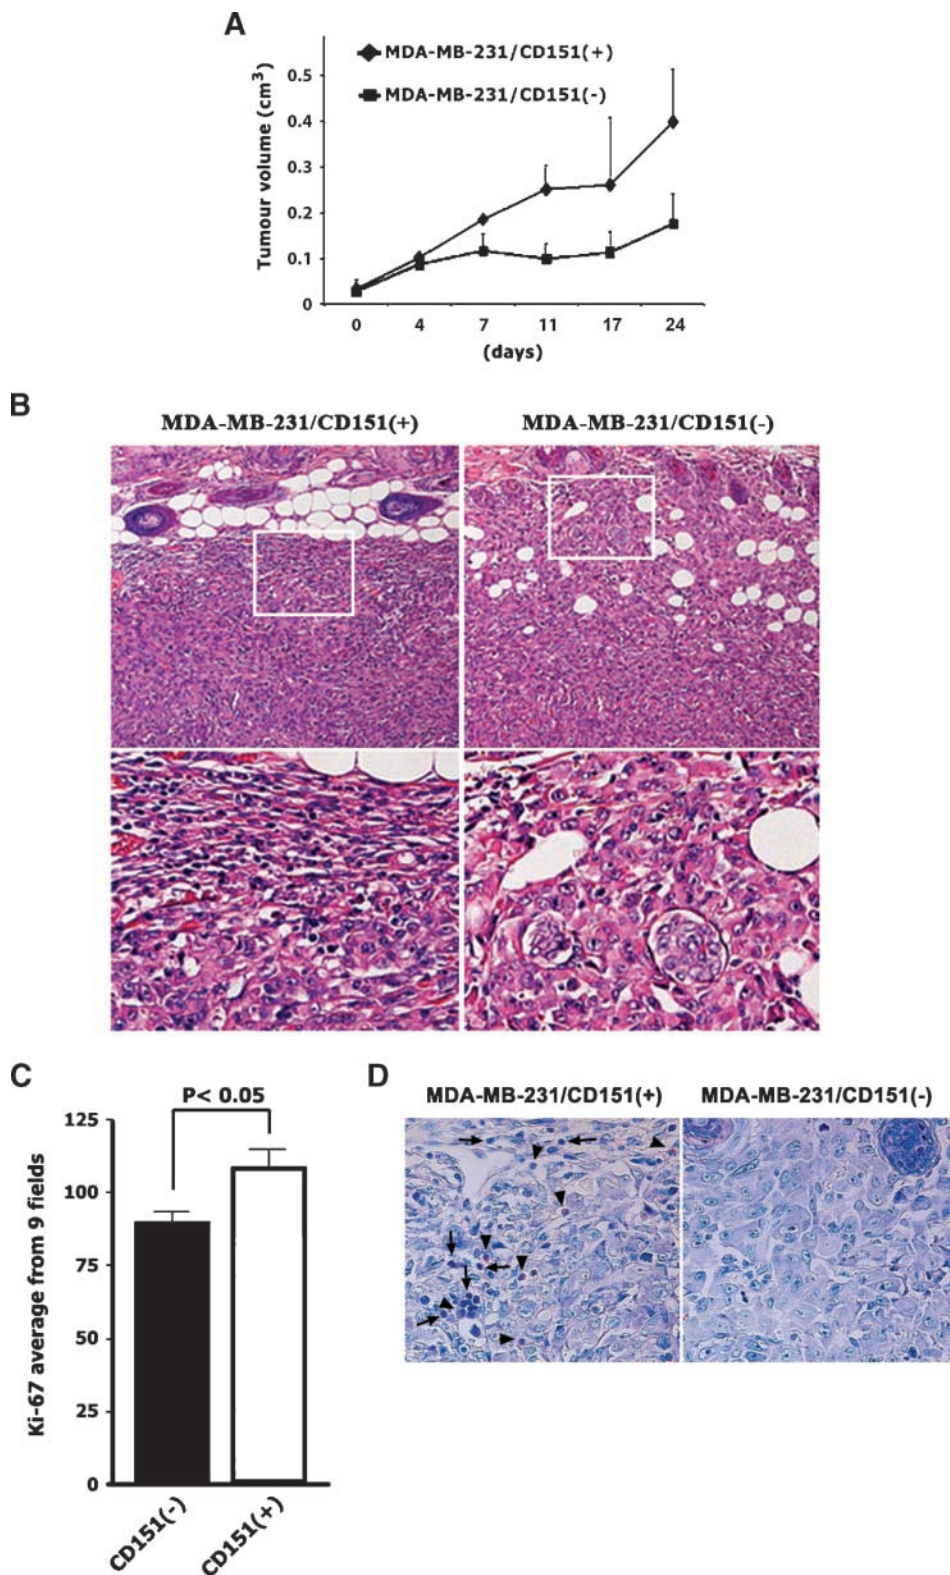 A
MDA-MB-231/CD151(+)
MDA-MB-231/CD151(-)
Tumour volume (cm³)
0.5
0.4
0.3
0.2
0.1
0
0 4 7 11 17 24
(days)
B
MDA-MB-231/CD151(+) MDA-MB-231/CD151(-)
C
P< 0.05
Ki-67 average from 9 fields
125
100
75
50
25
0
CD151(-) CD151(+)
D
MDA-MB-231/CD151(+) MDA-MB-231/CD151(-)